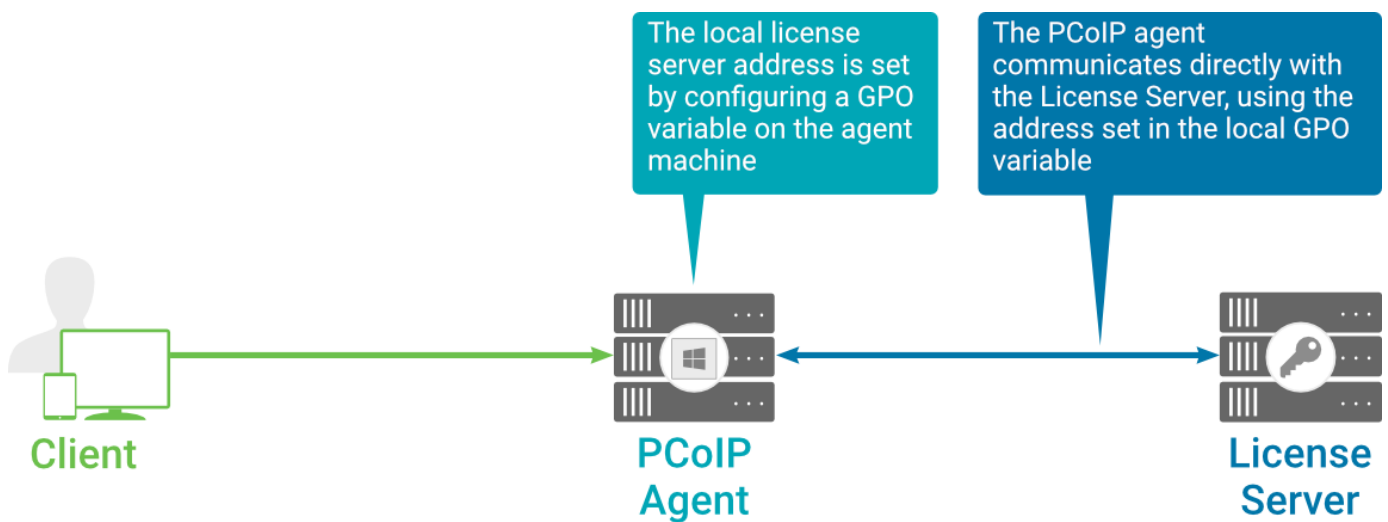 The local license
server address is set
by configuring a GPO
variable on the agent
machine
The PCoIP agent
communicates directly with
the License Server, using the
address set in the local GPO
variable
Client
PCoIP
Agent
License
Server